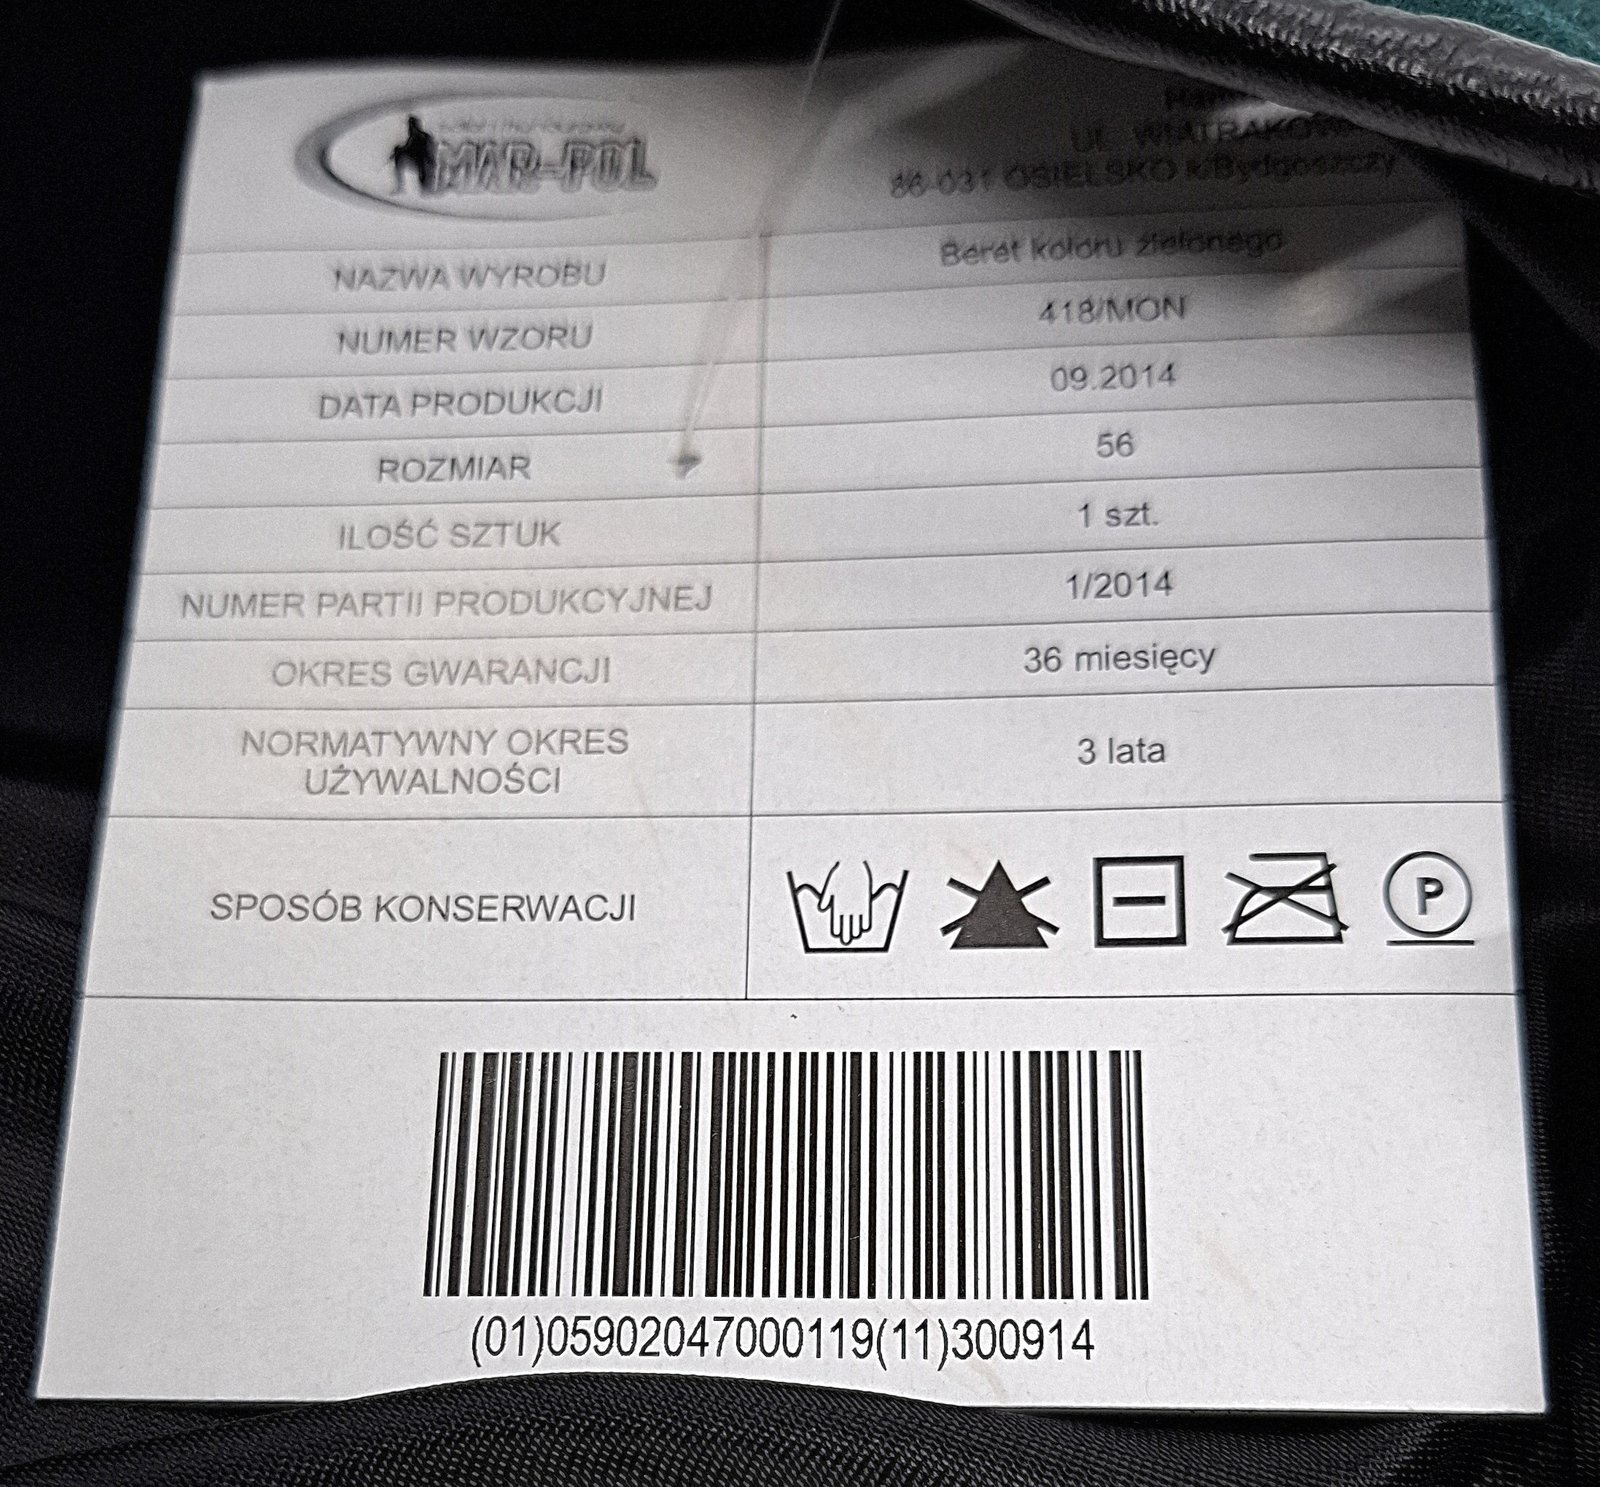 MAR-POL
UL. WIATRAKOWA
86-031 OSIELSKO k/Bydgoszczy
NAZWA WYROBU Beret koloru zielonego
NUMER WZORU 418/MON
DATA PRODUKCJI 09.2014
ROZMIAR 56
ILOŚĆ SZTUK 1 szt.
NUMER PARTII PRODUKCYJNEJ 1/2014
OKRES GWARANCJI 36 miesięcy
NORMATYWNY OKRES
UŻYWALNOŚCI 3 lata
SPOSÓB KONSERWACJI P
(01)05902047000119(11)300914